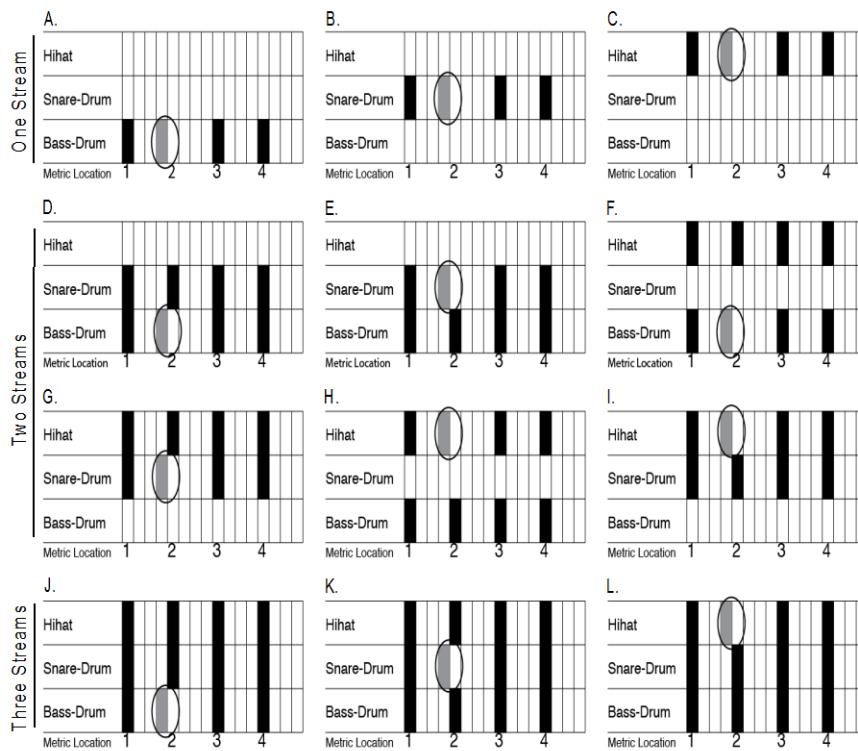 A. B. C.
One Stream
Hihat Hihat Hihat
Snare-Drum Snare-Drum Snare-Drum
Bass-Drum Bass-Drum Bass-Drum
Metric Location 1 2 3 4 Metric Location 1 2 3 4 Metric Location 1 2 3 4
D. E. F.
Two Streams
Hihat Hihat Hihat
Snare-Drum Snare-Drum Snare-Drum
Bass-Drum Bass-Drum Bass-Drum
Metric Location 1 2 3 4 Metric Location 1 2 3 4 Metric Location 1 2 3 4
G. H. I.
Hihat Hihat Hihat
Snare-Drum Snare-Drum Snare-Drum
Bass-Drum Bass-Drum Bass-Drum
Metric Location 1 2 3 4 Metric Location 1 2 3 4 Metric Location 1 2 3 4
J. K. L.
Three Streams
Hihat Hihat Hihat
Snare-Drum Snare-Drum Snare-Drum
Bass-Drum Bass-Drum Bass-Drum
Metric Location 1 2 3 4 Metric Location 1 2 3 4 Metric Location 1 2 3 4